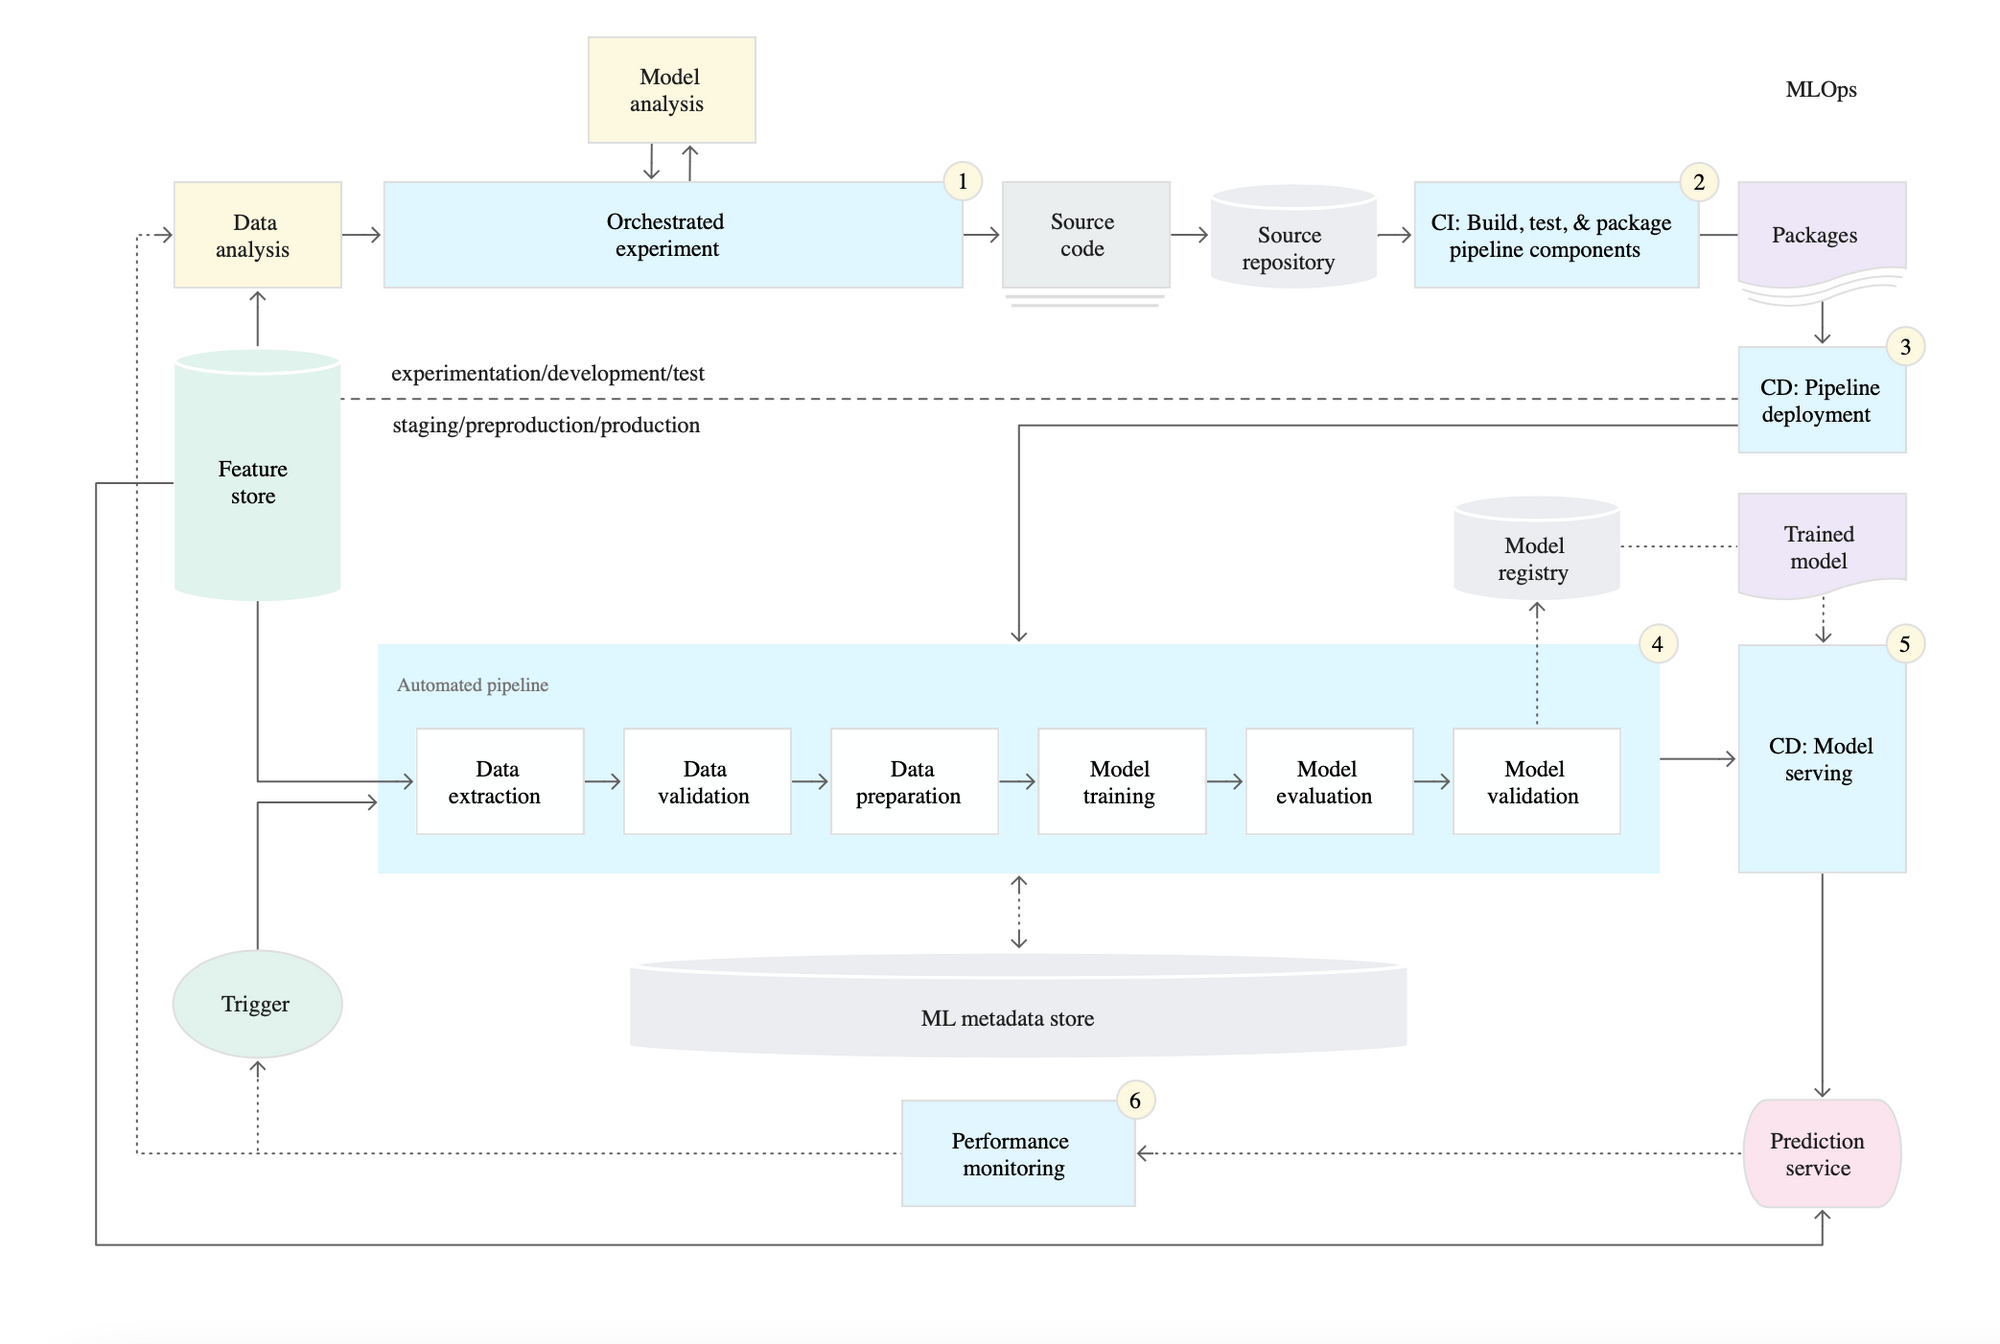 Model
analysis
MLOps
Data
analysis
Orchestrated
experiment
1
Source
code
Source
repository
CI: Build, test, & package
pipeline components
2
Packages
experimentation/development/test
staging/preproduction/production
3
CD: Pipeline
deployment
Feature
store
Model
registry
Trained
model
4
5
Automated pipeline
Data
extraction
Data
validation
Data
preparation
Model
training
Model
evaluation
Model
validation
CD: Model
serving
Trigger
ML metadata store
6
Performance
monitoring
Prediction
service